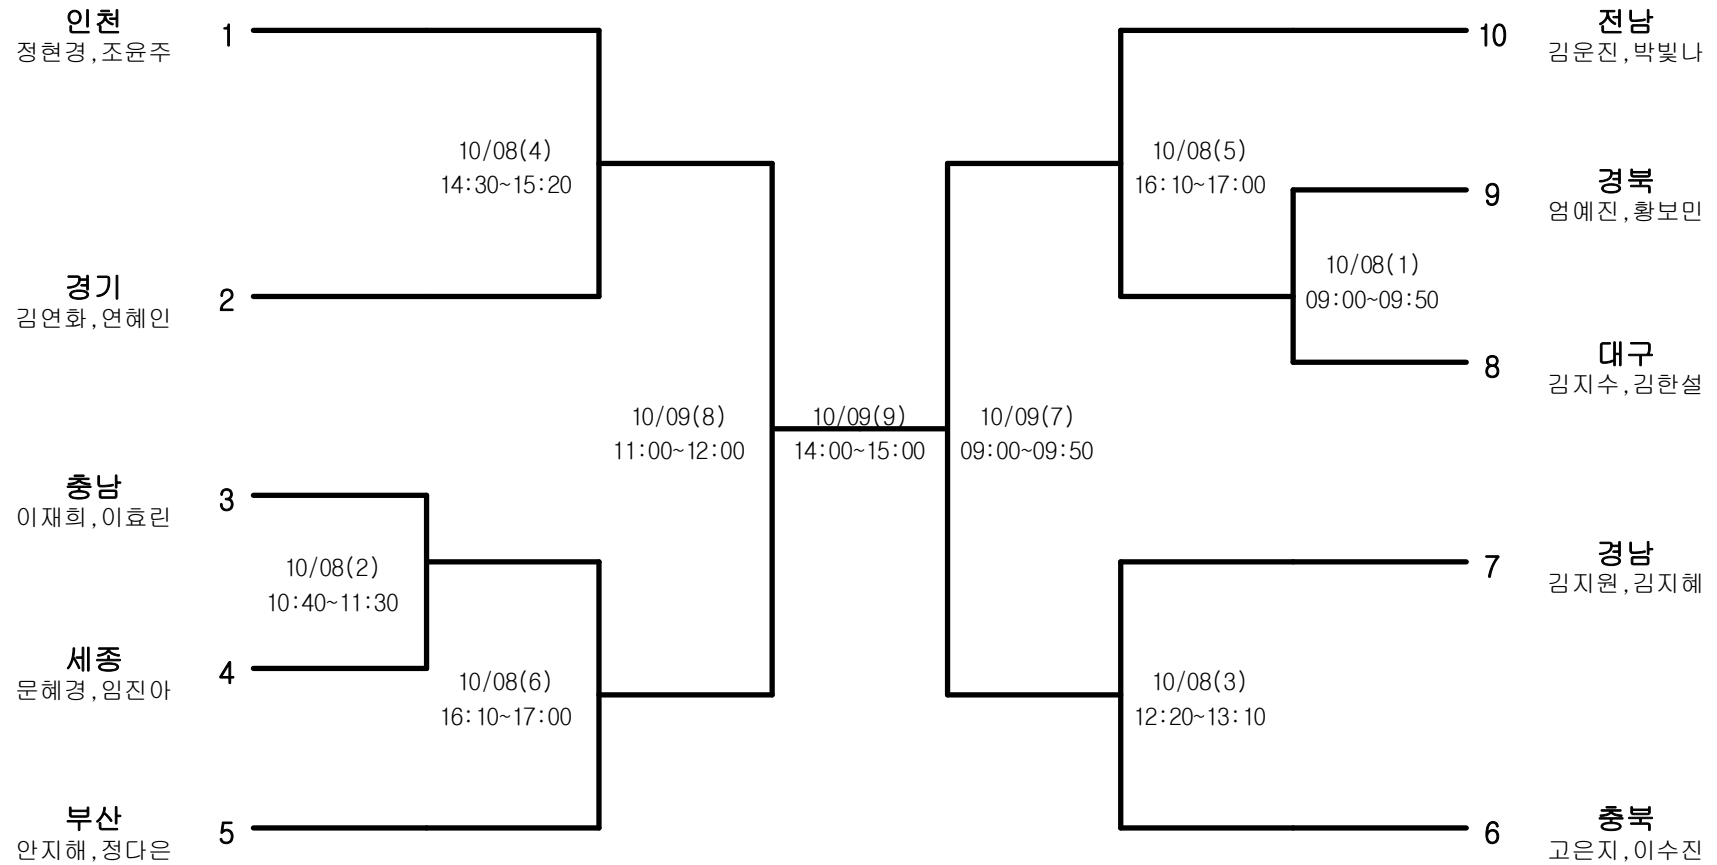 인천
정현경,조윤주
1
10/08(4)
14:30~15:20
경기
김연화,연혜인
2
10/09(8)
11:00~12:00
충남
이재희,이효린
3
10/08(2)
10:40~11:30
세종
문혜경,임진아
4
10/08(6)
16:10~17:00
부산
안지해,정다은
5
10/09(9)
14:00~15:00
전남
김운진,박빛나
10
10/08(5)
16:10~17:00
경북
엄예진,황보민
9
10/08(1)
09:00~09:50
대구
김지수,김한설
8
10/09(7)
09:00~09:50
경남
김지원,김지혜
7
10/08(3)
12:20~13:10
충북
고은지,이수진
6